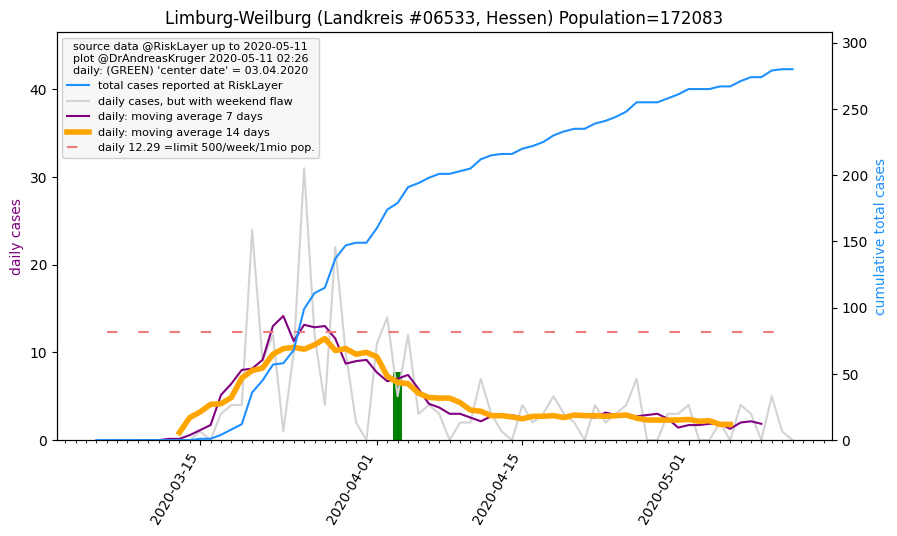 Limburg-Weilburg (Landkreis #06533, Hessen) Population=172083
source data @RiskLayer up to 2020-05-11
plot @DrAndreasKruger 2020-05-11 02:26
daily: (GREEN) 'center date' = 03.04.2020
total cases reported at RiskLayer
daily cases, but with weekend flaw
daily: moving average 7 days
daily: moving average 14 days
daily 12.29 =limit 500/week/1mio pop.
daily cases
40
30
20
10
0
cumulative total cases
300
250
200
150
100
50
0
2020-03-15
2020-04-01
2020-04-15
2020-05-01